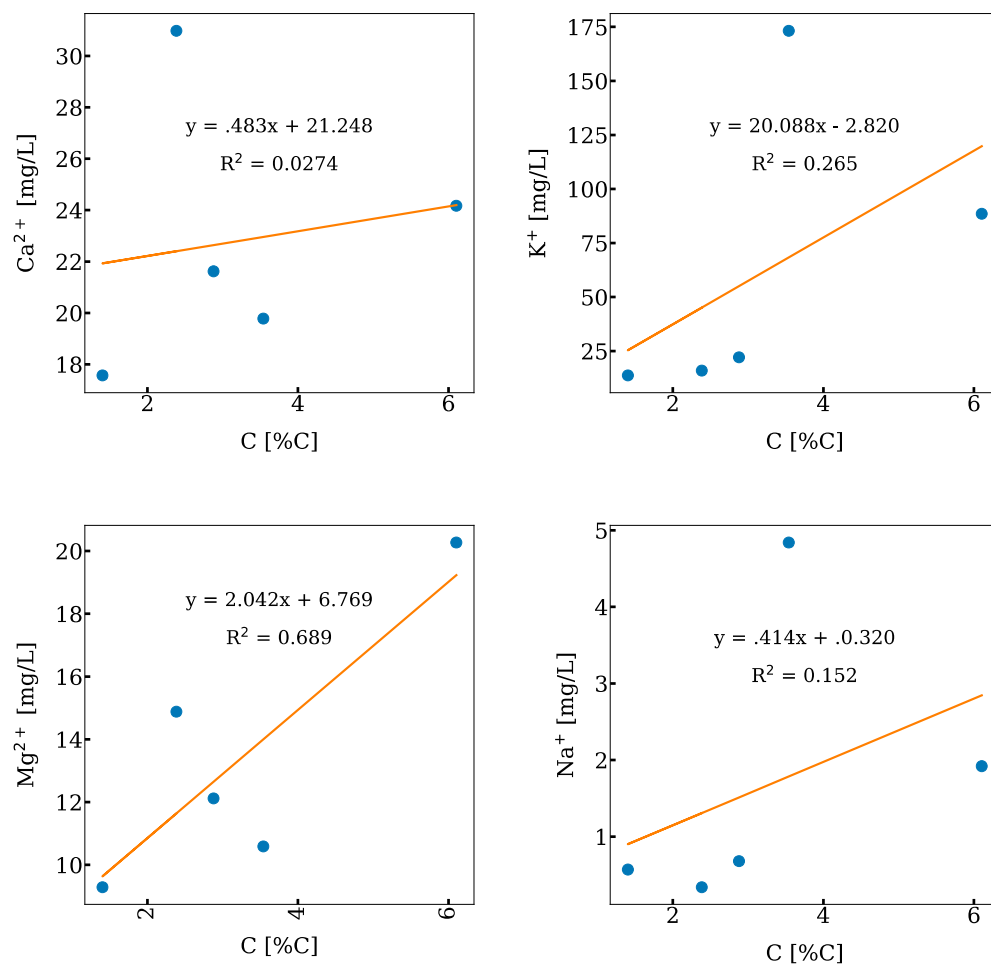 30
28
26
24
22
20
18
Ca²⁺ [mg/L]
y = .483x + 21.248
R² = 0.0274
2
4
6
C [%C]
175
150
125
100
75
50
25
K⁺ [mg/L]
y = 20.088x - 2.820
R² = 0.265
2
4
6
C [%C]
20
18
16
14
12
10
Mg²⁺ [mg/L]
y = 2.042x + 6.769
R² = 0.689
2
4
6
C [%C]
5
4
3
2
1
Na⁺ [mg/L]
y = .414x + .0.320
R² = 0.152
2
4
6
C [%C]